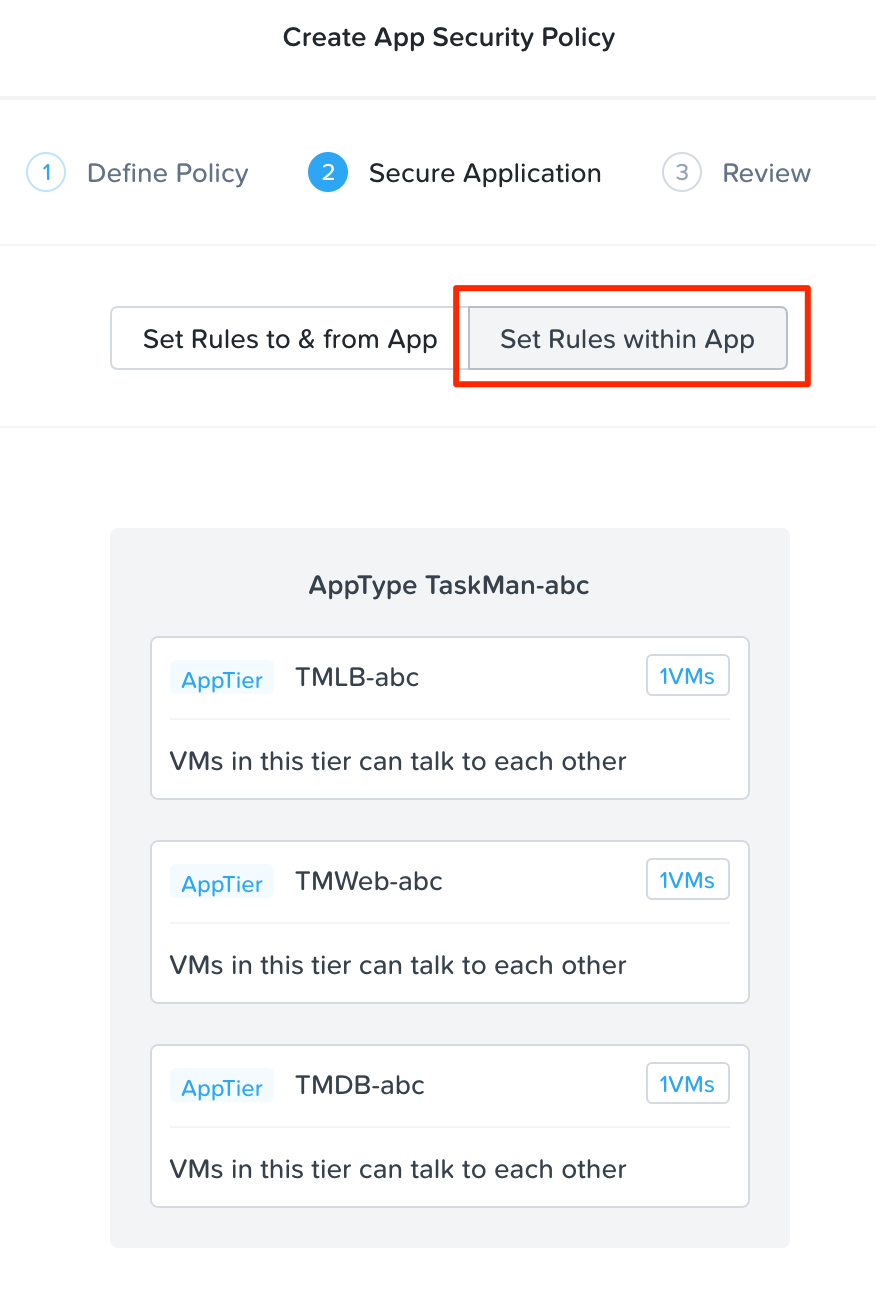 Create App Security Policy
1 Define Policy 2 Secure Application 3 Review
Set Rules to & from App Set Rules within App
AppType TaskMan-abc
AppTier TMLB-abc 1VMs
VMs in this tier can talk to each other
AppTier TMWeb-abc 1VMs
VMs in this tier can talk to each other
AppTier TMDB-abc 1VMs
VMs in this tier can talk to each other